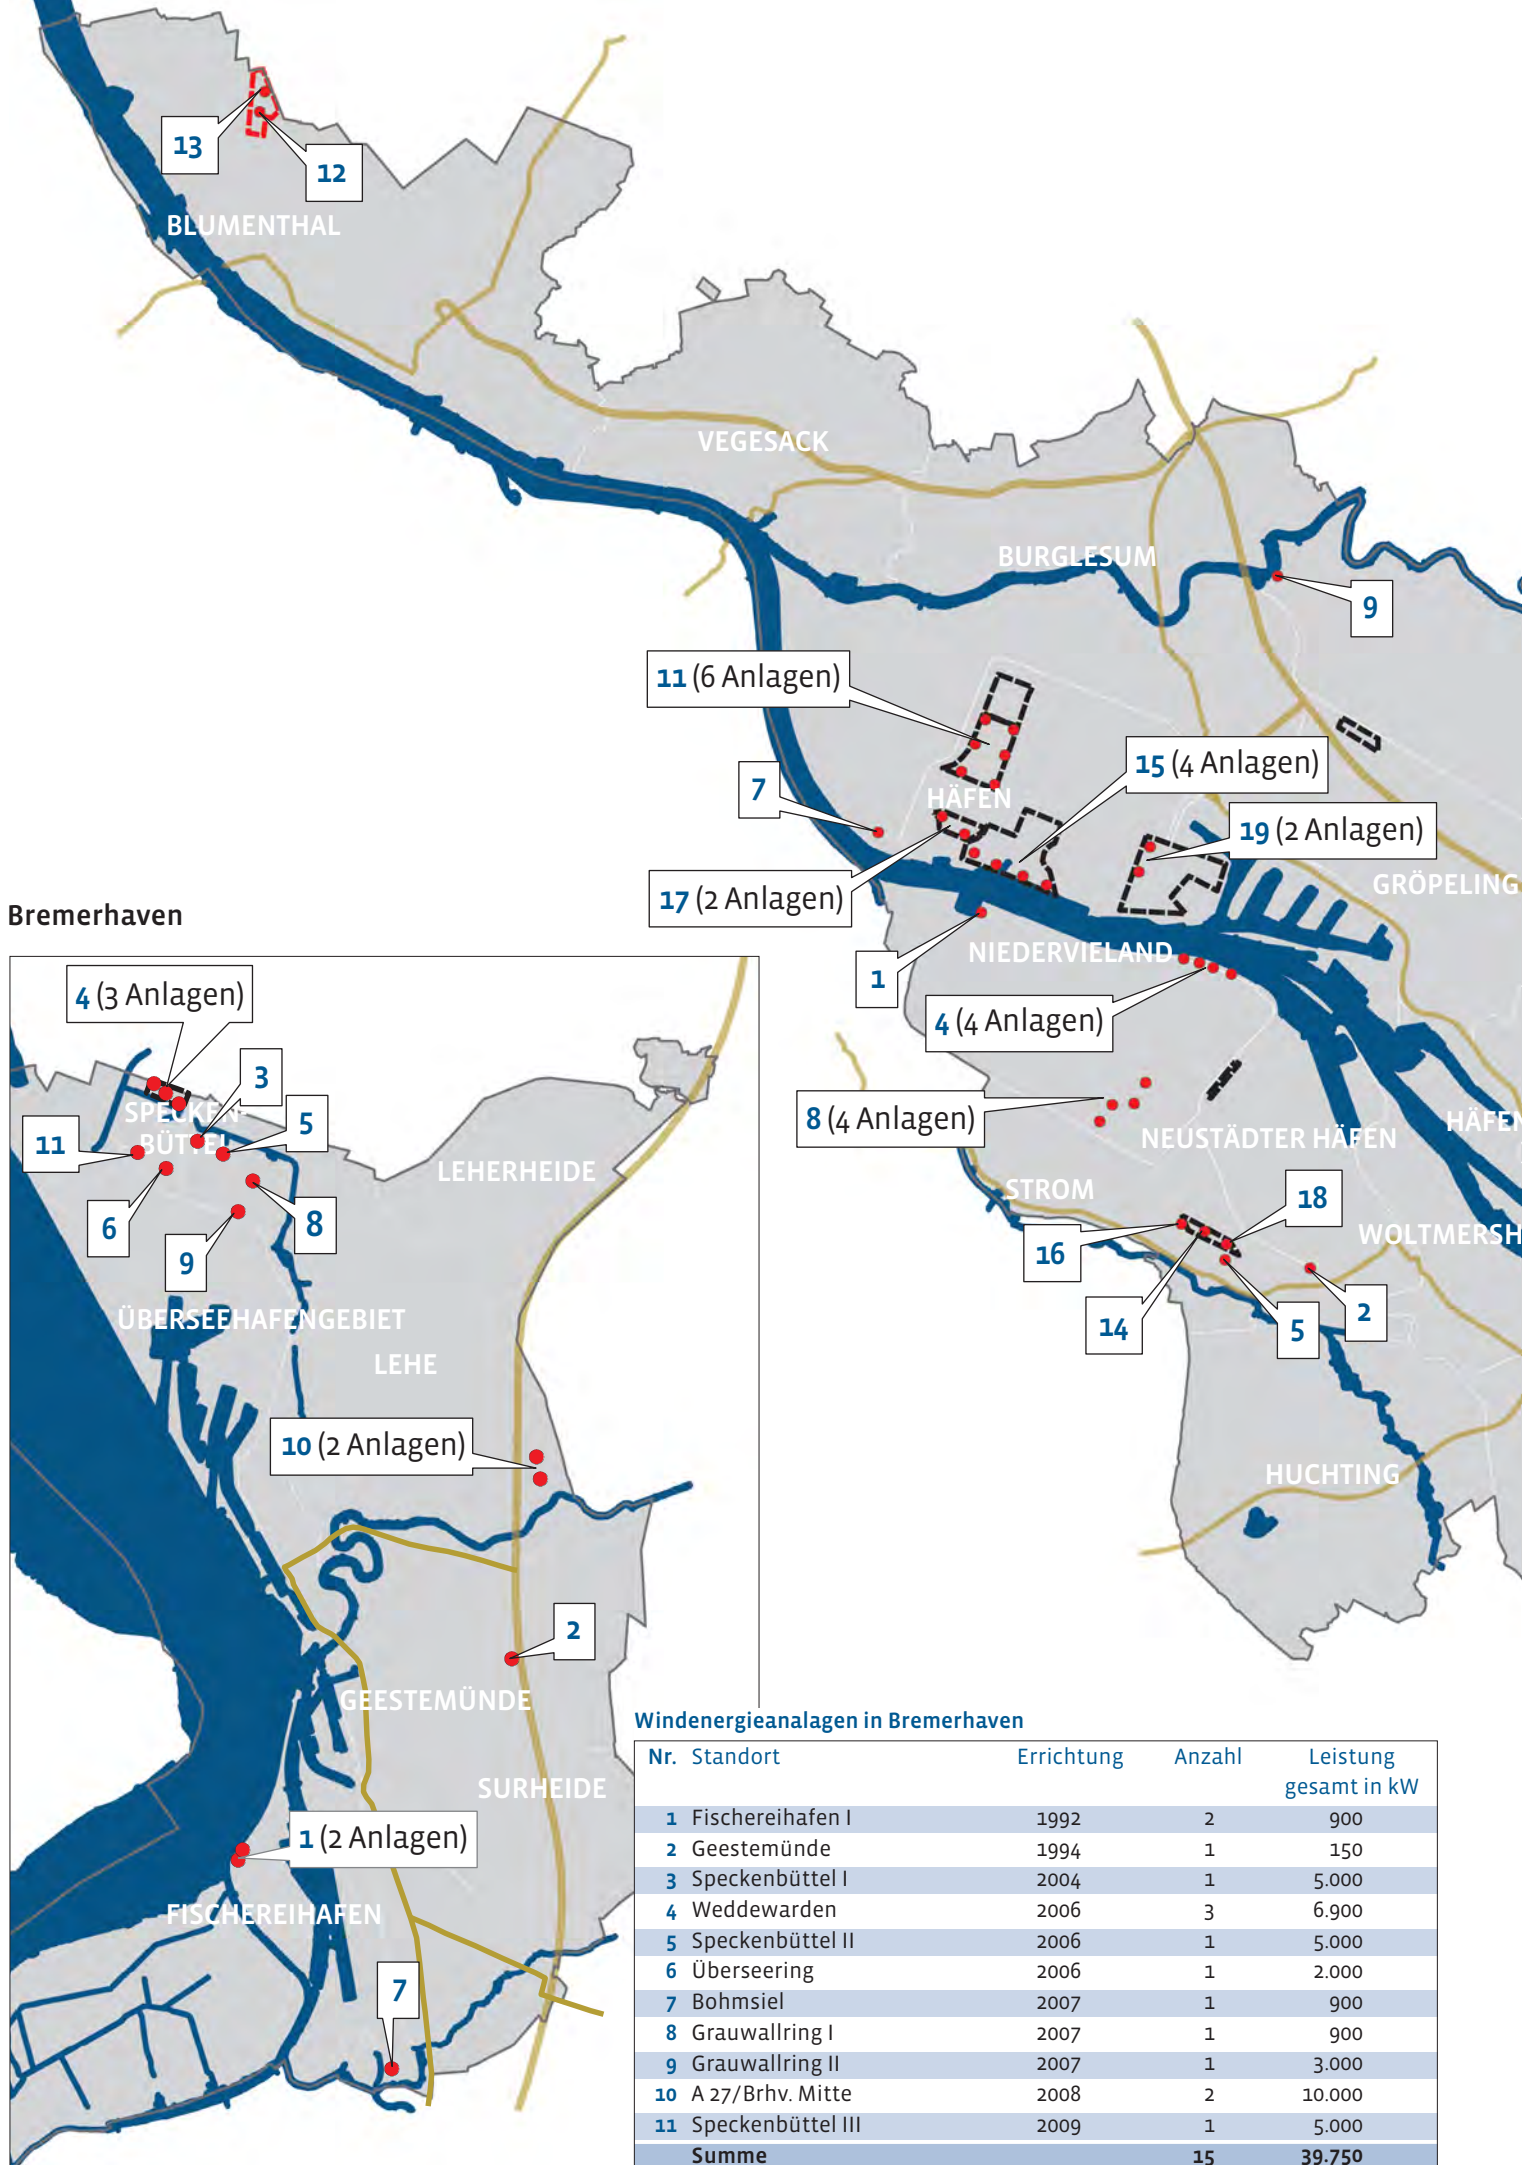 13
12
BLUMENTHAL
VEGESACK
BURGLESUM
9
11 (6 Anlagen)
15 (4 Anlagen)
7
HÄFEN
19 (2 Anlagen)
17 (2 Anlagen)
GRÖPELING
1
NIEDERVIELAND
4 (4 Anlagen)
8 (4 Anlagen)
NEUSTÄDTER HÄFEN
HÄFEN
STROM
18
16
WOLTMERSH
14
5
2
HUCHTING
Bremerhaven
4 (3 Anlagen)
3
SPECKEN-
BÜTTEL
5
11
LEHERHEIDE
6
8
9
ÜBERSEEHAFENGEBIET
LEHE
10 (2 Anlagen)
2
GEESTEMÜNDE
SURHEIDE
1 (2 Anlagen)
FISCHEREIHAFEN
7
Windenergieanalagen in Bremerhaven
Nr. Standort Errichtung Anzahl Leistung
gesamt in kW
1 Fischereihafen I 1992 2 900
2 Geestemünde 1994 1 150
3 Speckenbüttel I 2004 1 5.000
4 Weddewarden 2006 3 6.900
5 Speckenbüttel II 2006 1 5.000
6 Überseering 2006 1 2.000
7 Bohmsiel 2007 1 900
8 Grauwallring I 2007 1 900
9 Grauwallring II 2007 1 3.000
10 A 27/Brhv. Mitte 2008 2 10.000
11 Speckenbüttel III 2009 1 5.000
Summe 15 39.750